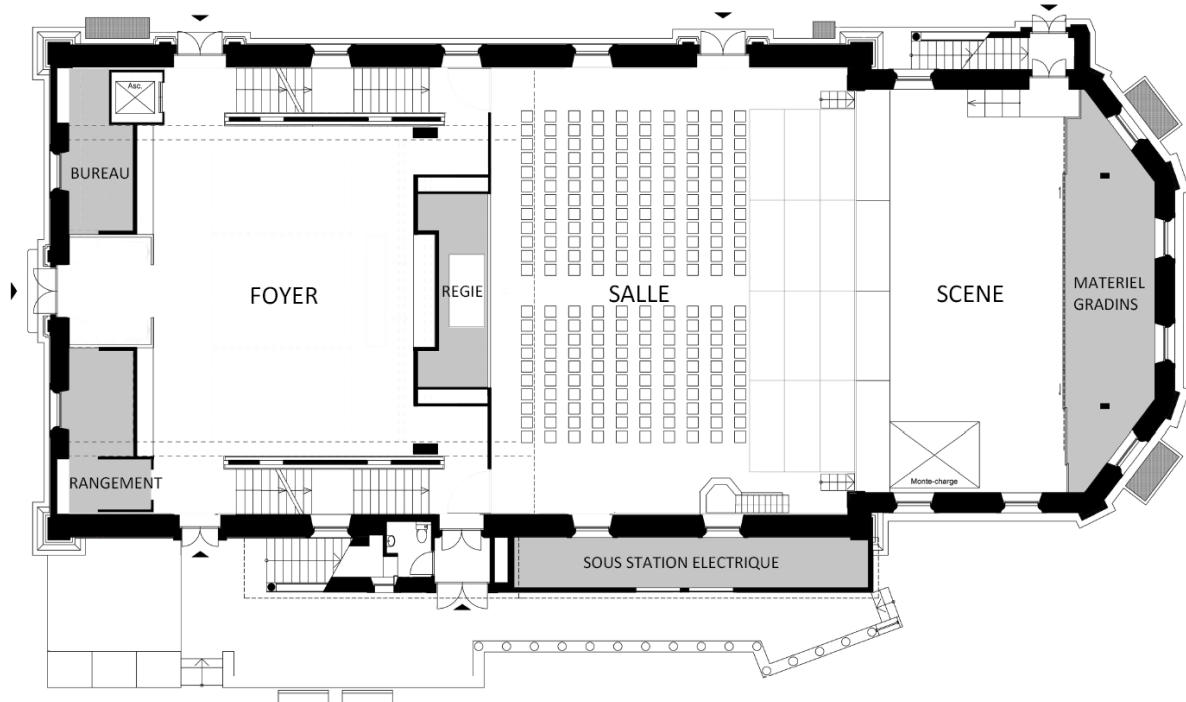 Asc.
BUREAU
FOYER
REGIE
SALLE
SCENE
MATERIEL
GRADINS
RANGEMENT
Monte-charge
SOUS STATION ELECTRIQUE